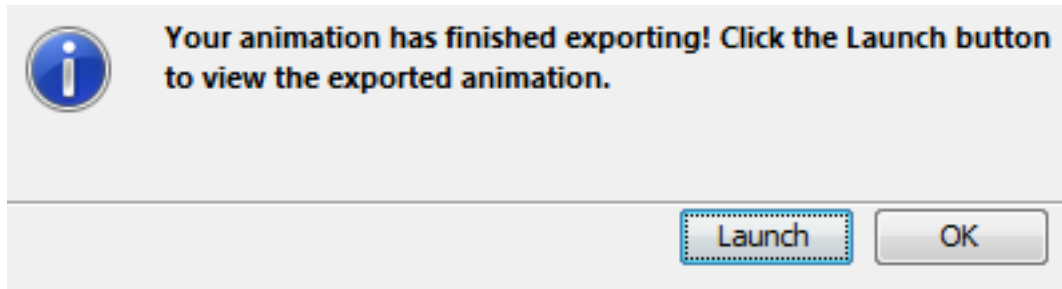 Your animation has finished exporting! Click the Launch button
to view the exported animation.
Launch OK